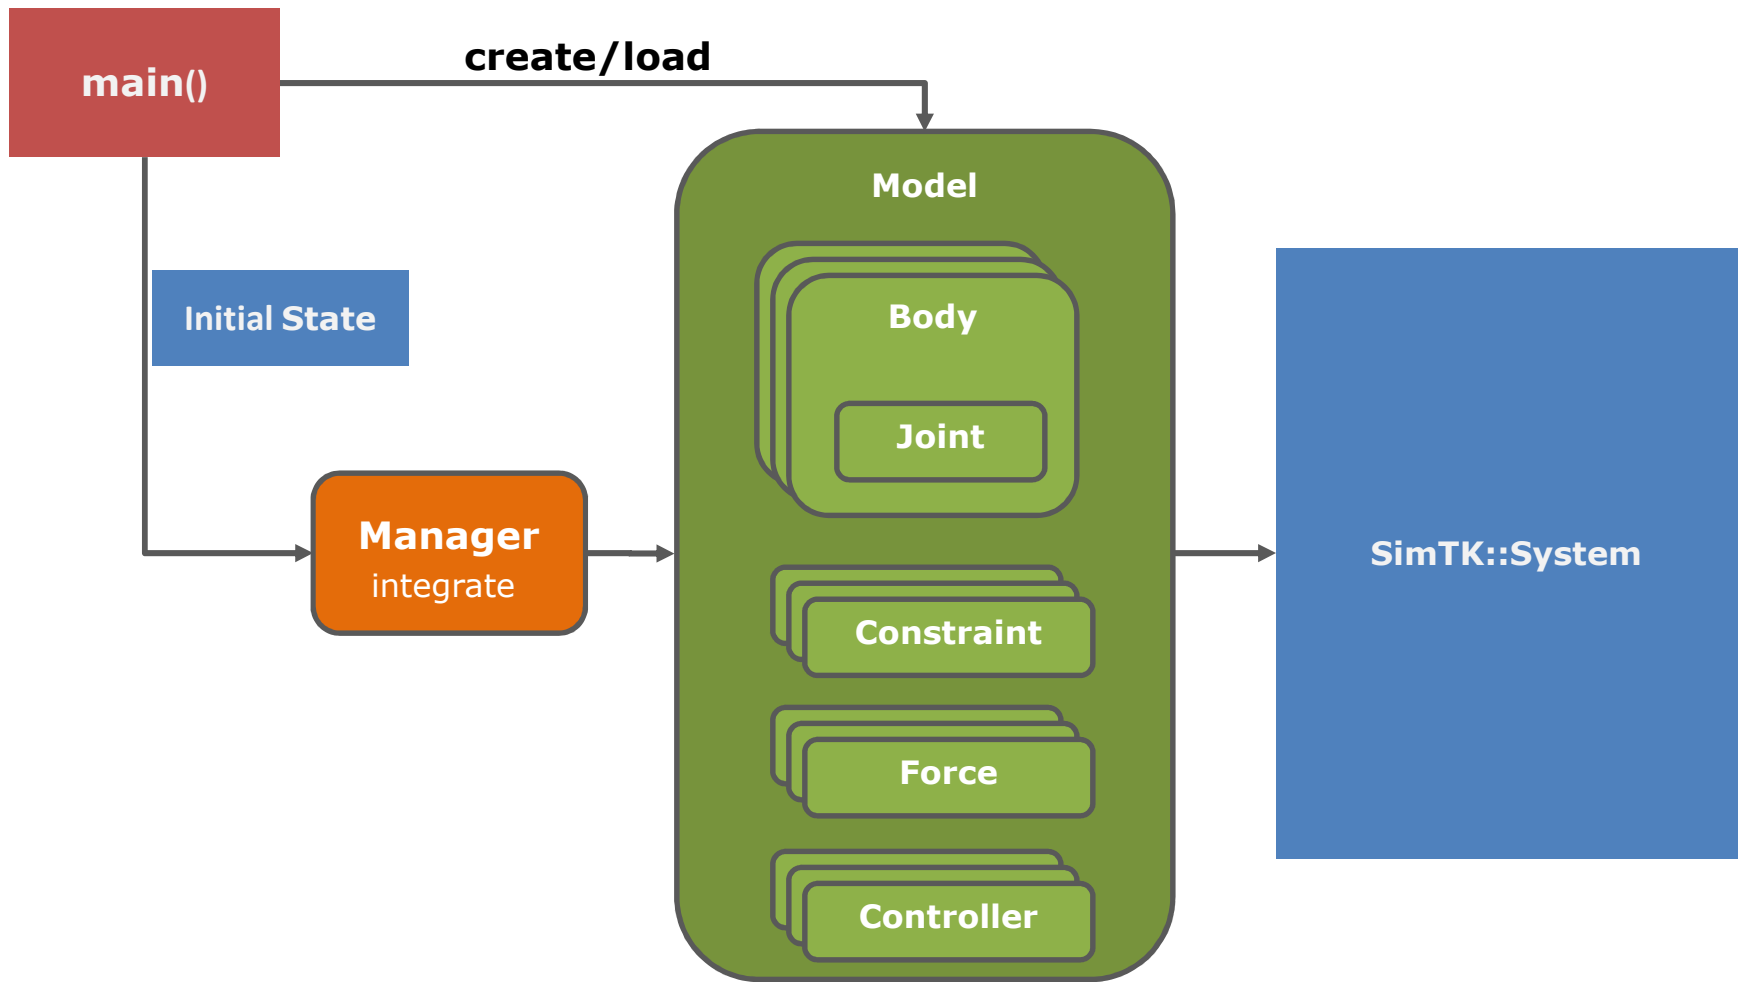 create/load
main()
Model
Initial State
Body
Joint
Manager
integrate
SimTK::System
Constraint
Force
Controller